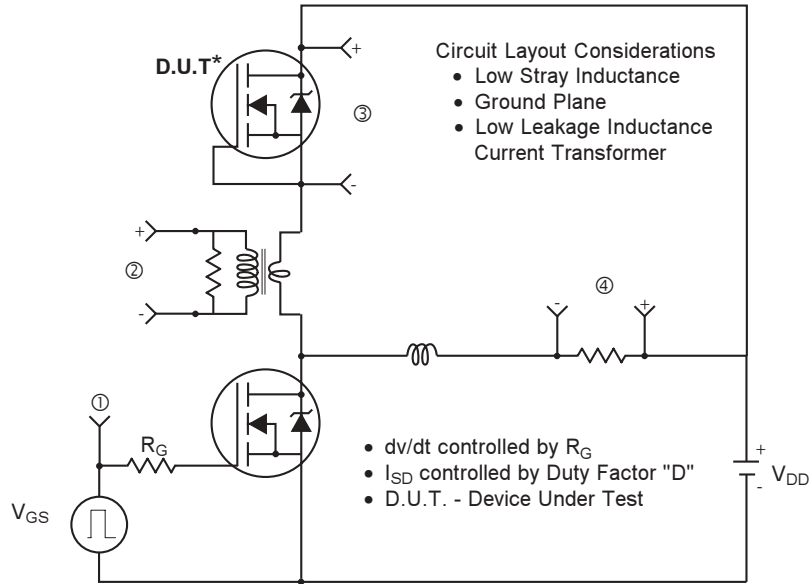 D.U.T*
+
③
-
Circuit Layout Considerations
• Low Stray Inductance
• Ground Plane
• Low Leakage Inductance
Current Transformer
+
②
-
④
-
+
①
R_G
V_GS
• dv/dt controlled by R_G
• I_SD controlled by Duty Factor "D"
• D.U.T. - Device Under Test
+
-
V_DD